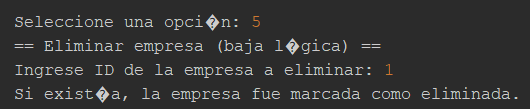 Seleccione una opci�n: 5
== Eliminar empresa (baja l�gica) ==
Ingrese ID de la empresa a eliminar: 1
Si exist�a, la empresa fue marcada como eliminada.